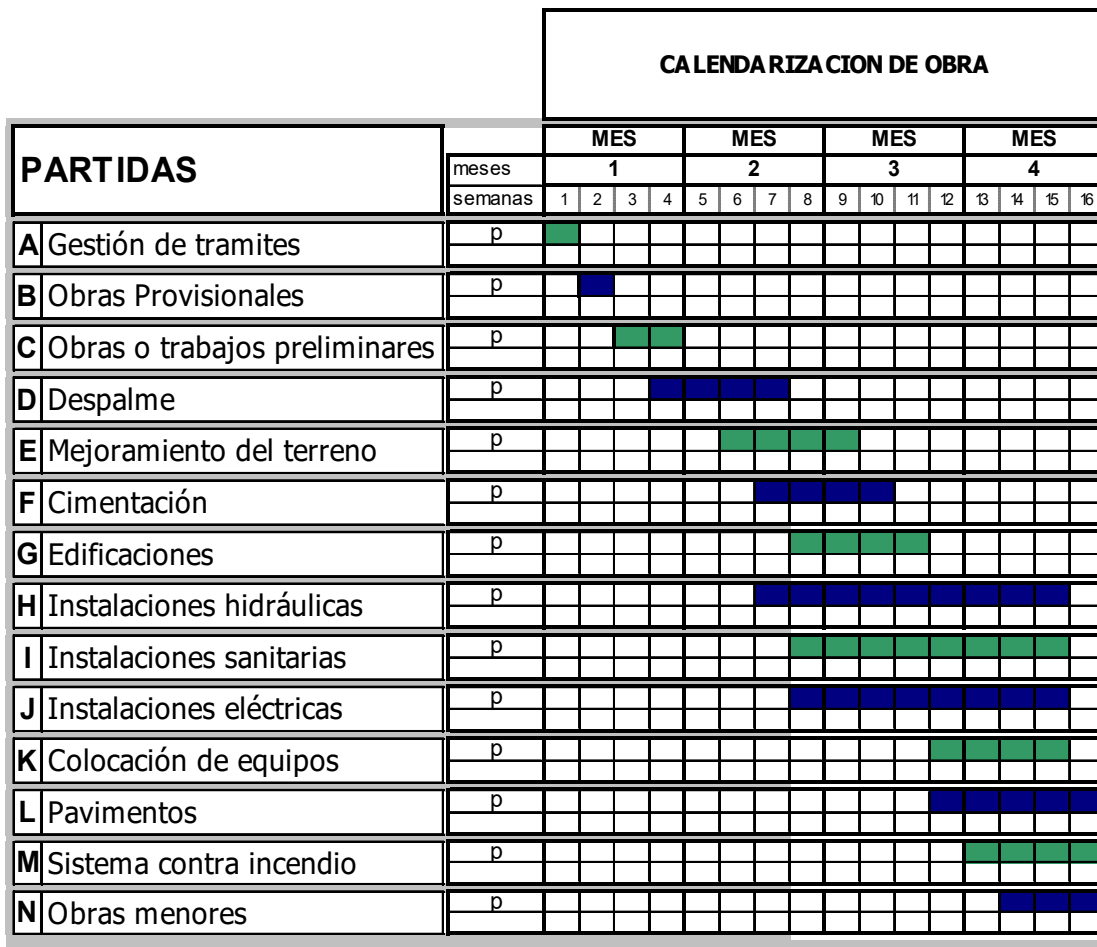 CALENDARIZACION DE OBRA
PARTIDAS
MES MES MES MES
meses 1 2 3 4
semanas 1 2 3 4 5 6 7 8 9 10 11 12 13 14 15 16
A Gestión de tramites p
B Obras Provisionales p
C Obras o trabajos preliminares p
D Despalme p
E Mejoramiento del terreno p
F Cimentación p
G Edificaciones p
H Instalaciones hidráulicas p
I Instalaciones sanitarias p
J Instalaciones eléctricas p
K Colocación de equipos p
L Pavimentos p
M Sistema contra incendio p
N Obras menores p